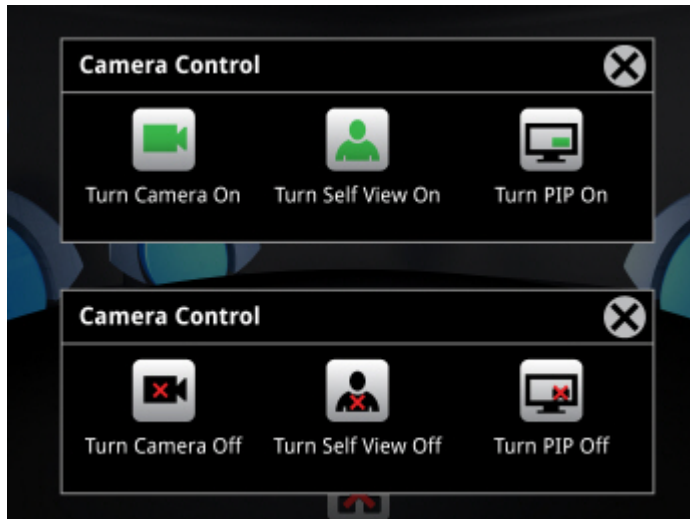 Camera Control
Turn Camera On Turn Self View On Turn PIP On
Camera Control
Turn Camera Off Turn Self View Off Turn PIP Off